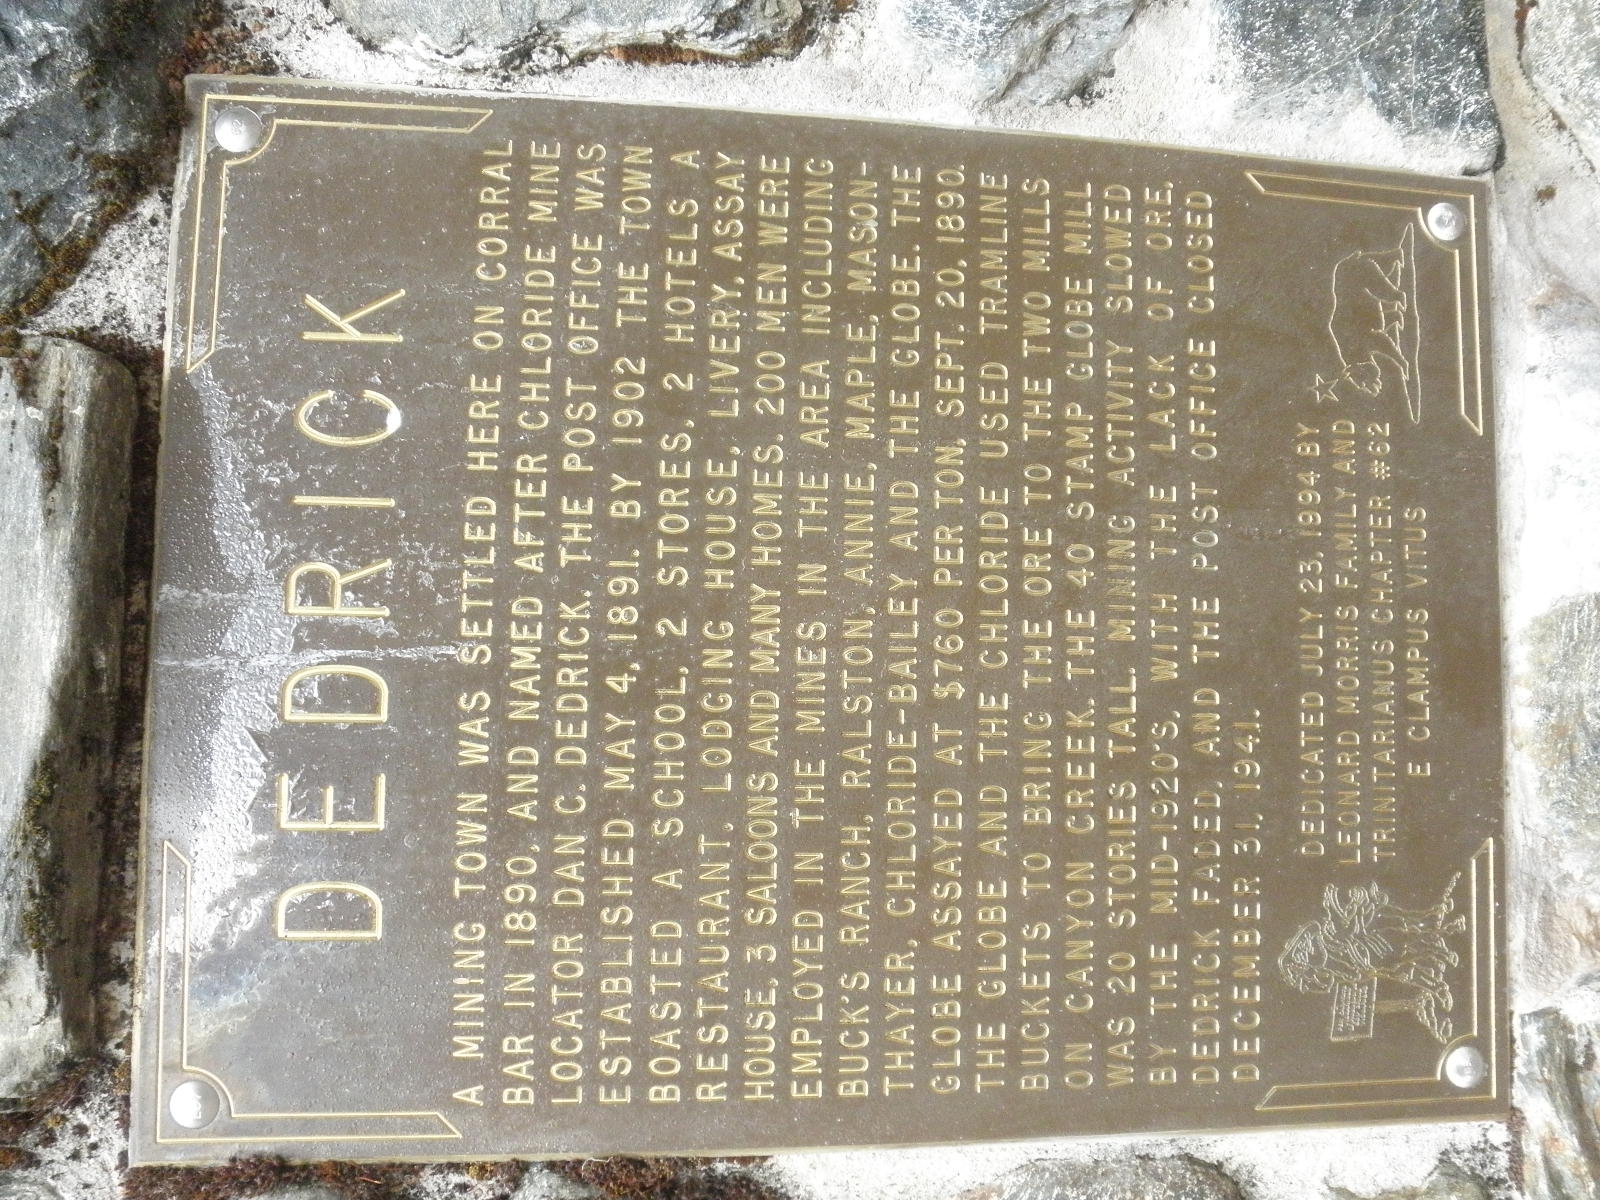 DEDRICK
A MINING TOWN WAS SETTLED HERE ON CORRAL
BAR IN 1890, AND NAMED AFTER CHLORIDE MINE
LOCATOR DAN C. DEDRICK. THE POST OFFICE WAS
ESTABLISHED MAY 4, 1891. BY 1902 THE TOWN
BOASTED A SCHOOL, 2 STORES, 2 HOTELS A
RESTAURANT, LODGING HOUSE, LIVERY, ASSAY
HOUSE, 3 SALOONS AND MANY HOMES. 200 MEN WERE
EMPLOYED IN THE MINES IN THE AREA INCLUDING
BUCK'S RANCH, RALSTON, ANNIE, MAPLE, MASON-
THAYER, CHLORIDE-BAILEY AND THE GLOBE. THE
GLOBE ASSAYED AT $760 PER TON, SEPT. 20, 1890.
THE GLOBE AND THE CHLORIDE USED TRAMLINE
BUCKETS TO BRING THE ORE TO THE TWO MILLS
ON CANYON CREEK. THE 40 STAMP GLOBE MILL
WAS 20 STORIES TALL. MINING ACTIVITY SLOWED
BY THE MID-1920'S, WITH THE LACK OF ORE,
DEDRICK FADED, AND THE POST OFFICE CLOSED
DECEMBER 31, 1941.
DEDICATED JULY 23, 1994 BY
LEONARD MORRIS FAMILY AND
TRINITARIANUS CHAPTER #62
E CLAMPUS VITUS